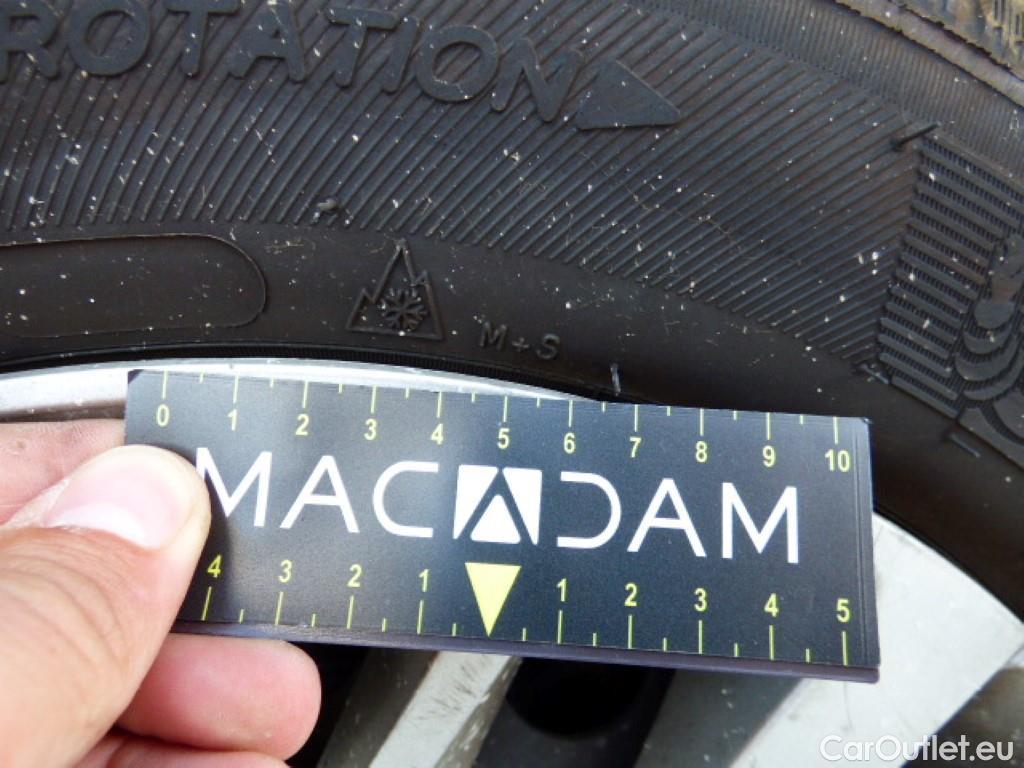 ROTATION
M+S
0 1 2 3 4 5 6 7 8 9 10
MACADAM
4 3 2 1 1 2 3 4 5
CarOutlet.eu